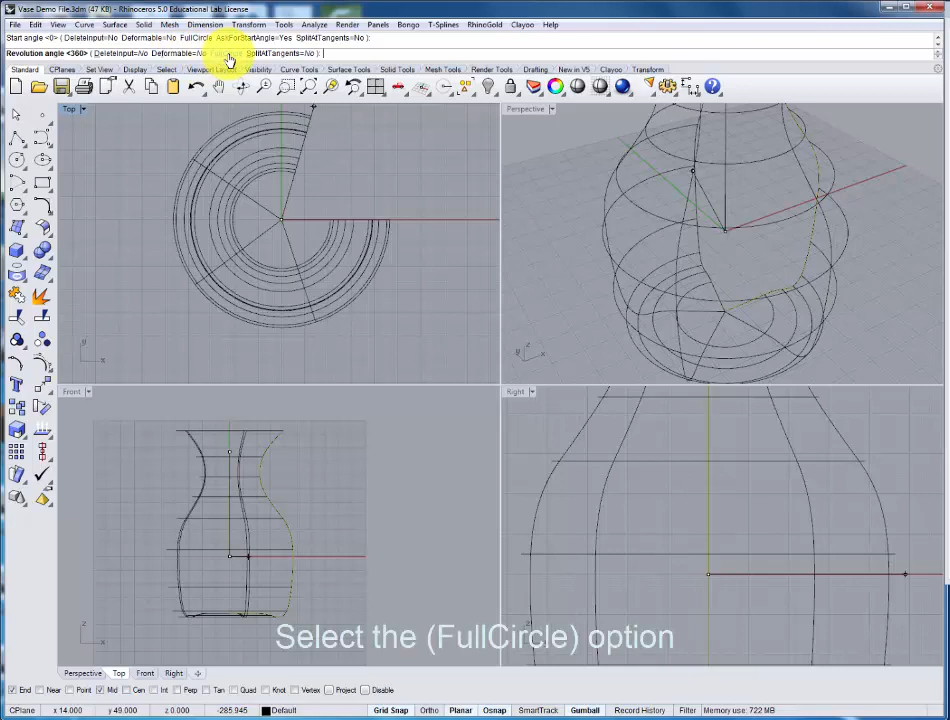 Vase Demo File.3dm (47 KB) - Rhinoceros 5.0 Educational Lab License
File Edit View Curve Surface Solid Mesh Dimension Transform Tools Analyze Render Panels Bongo T-Splines RhinoGold Clayoo Help
Start angle <0> ( DeleteInput=No Deformable=No FullCircle AskForStartAngle=Yes SplitAtTangents=No ):
Revolution angle <360> ( DeleteInput=No Deformable=No FullCircle SplitAtTangents=No ):
Standard CPlanes Set View Display Select Viewport Layout Visibility Curve Tools Surface Tools Solid Tools Mesh Tools Render Tools Drafting New in V5 Clayoo Transform
Top
Perspective
Front
Right
y
x
z
y
x
z
x
z
Select the (FullCircle) option
Perspective Top Front Right
End Near Point Mid Cen Int Perp Tan Quad Knot Vertex Project Disable
CPlane x 14.000 y 49.000 z 0.000 -285.945 Default Grid Snap Ortho Planar Osnap SmartTrack Gumball Record History Filter Memory use: 722 MB